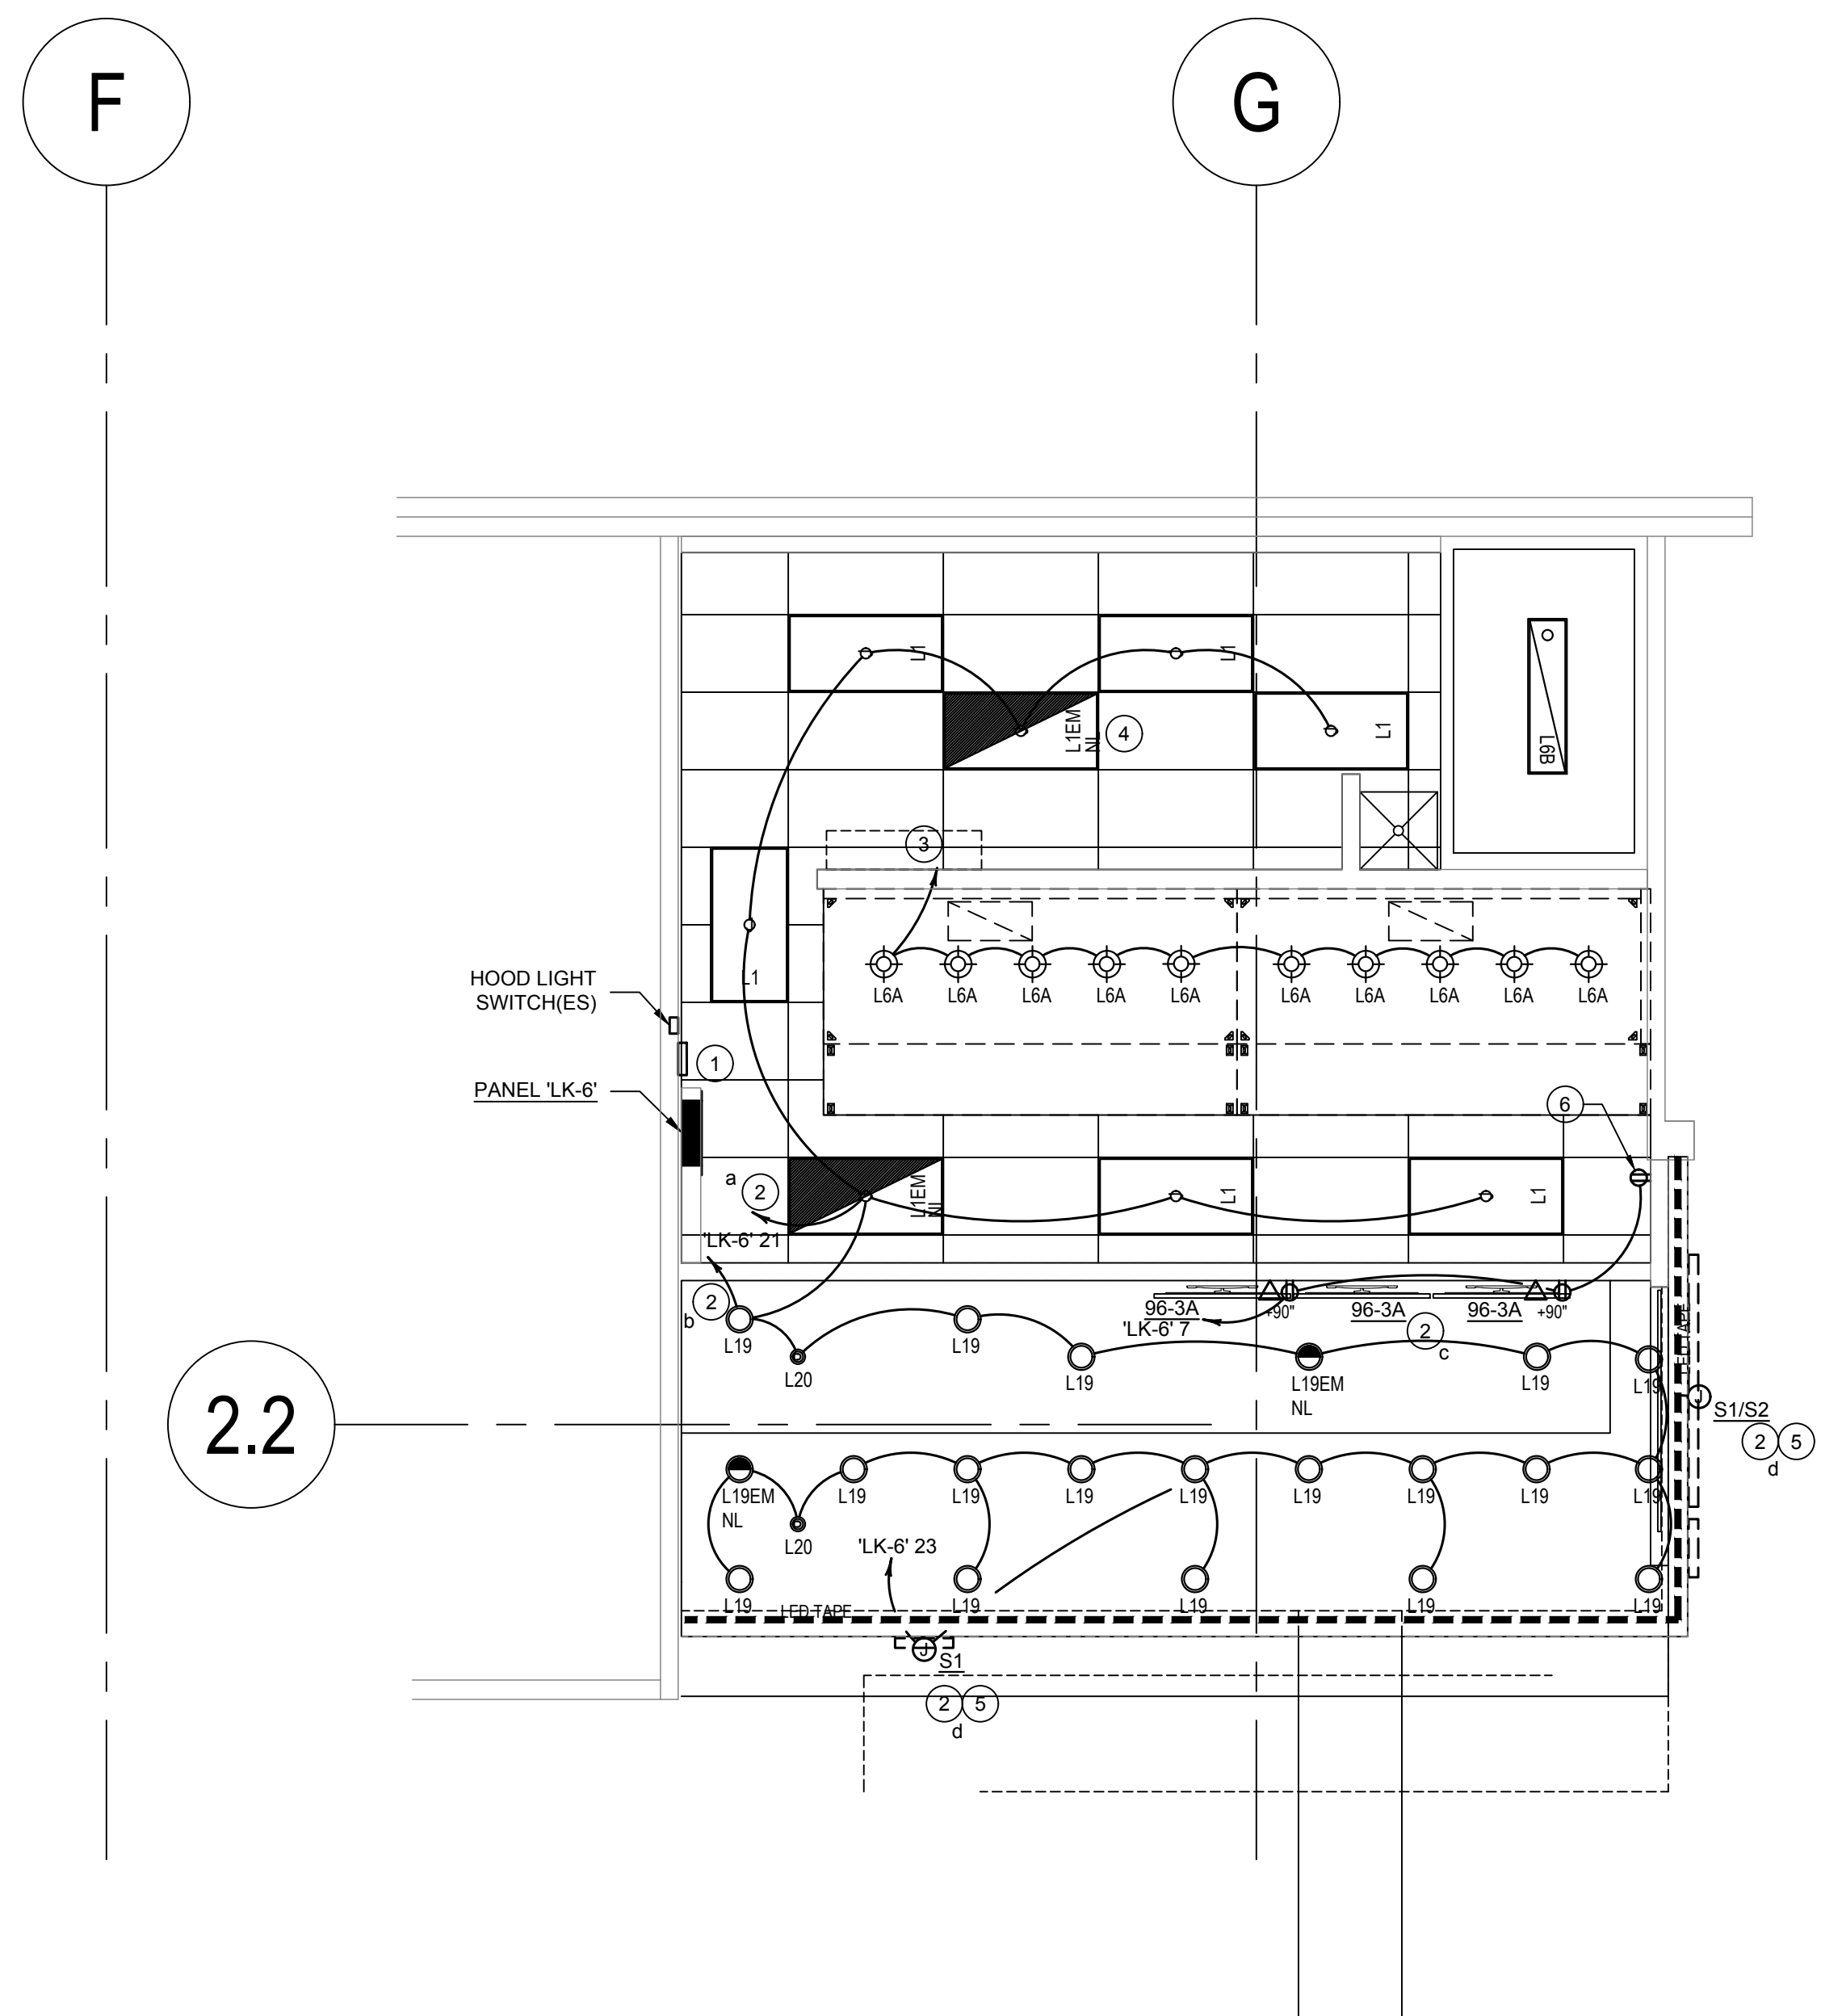 F
G
L1
L1
L1EM
NL
4
L1
L6B
3
L1
L6A
L6A
L6A
L6A
L6A
L6A
L6A
L6A
L6A
L6A
HOOD LIGHT
SWITCH(ES)
1
PANEL 'LK-6'
6
a
2
L1EM
NL
L1
L1
'LK-6' 21
2
b
L19
L20
L19
L19
96-3A
'LK-6' 7
+90"
96-3A
96-3A
+90"
2
c
L19EM
NL
L19
L19
LED TAPE
J
S1/S2
2
5
d
2.2
L19EM
NL
L20
L19
L19
L19
L19
L19
L19
L19
L19
'LK-6' 23
L19
LED TAPE
L19
L19
L19
L19
J
S1
2
5
d